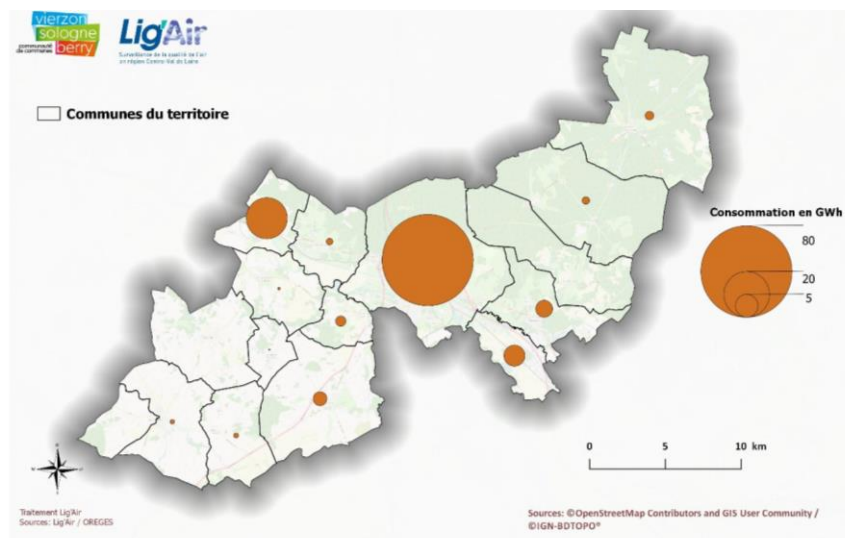 vierzon
sologne
berry
communauté
de communes
Lig'Air
Surveillance de la qualité de l'air
en région Centre-Val de Loire
Communes du territoire
Consommation en GWh
80
20
5
0 5 10 km
Traitement Lig'Air
Sources: Lig'Air / OREGES
Sources: ©OpenStreetMap Contributors and GIS User Community /
©IGN-BDTOPO®